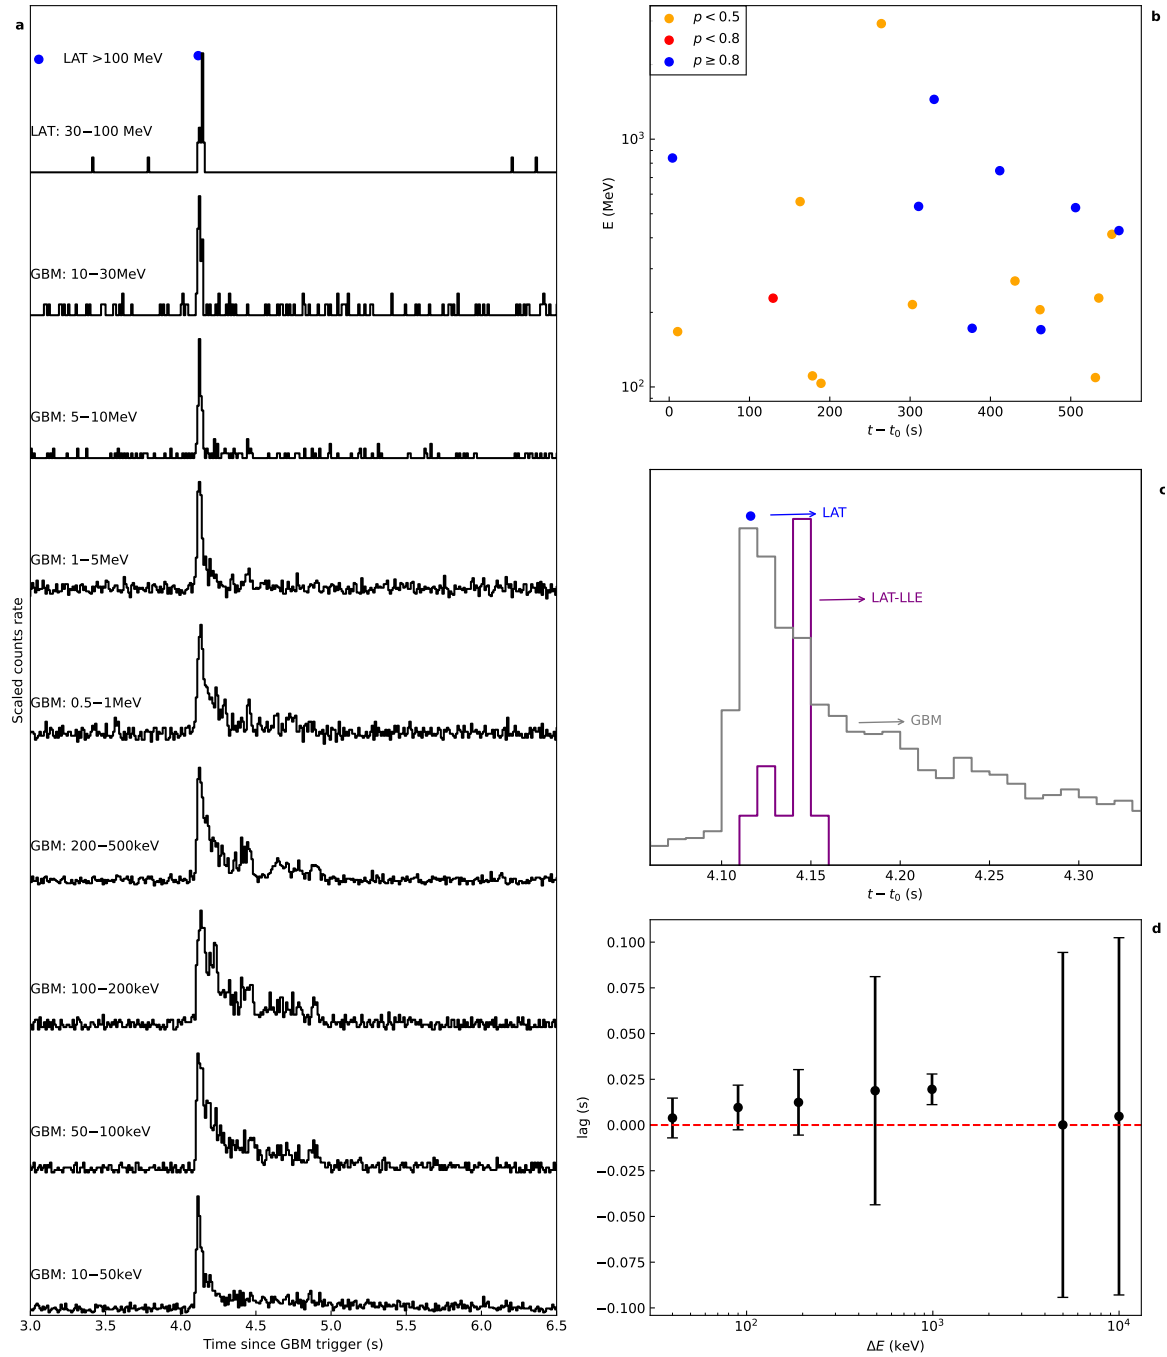 a
LAT >100 MeV
LAT: 30−100 MeV
GBM: 10−30MeV
GBM: 5−10MeV
GBM: 1−5MeV
GBM: 0.5−1MeV
GBM: 200−500keV
GBM: 100−200keV
GBM: 50−100keV
GBM: 10−50keV
Scaled counts rate
3.0 3.5 4.0 4.5 5.0 5.5 6.0 6.5
Time since GBM trigger (s)
b
p < 0.5
p < 0.8
p ≥ 0.8
10³
10²
E (MeV)
0 100 200 300 400 500
t − t₀ (s)
c
LAT
LAT-LLE
GBM
4.10 4.15 4.20 4.25 4.30
t − t₀ (s)
d
0.100
0.075
0.050
0.025
0.000
−0.025
−0.050
−0.075
−0.100
lag (s)
10² 10³ 10⁴
ΔE (keV)